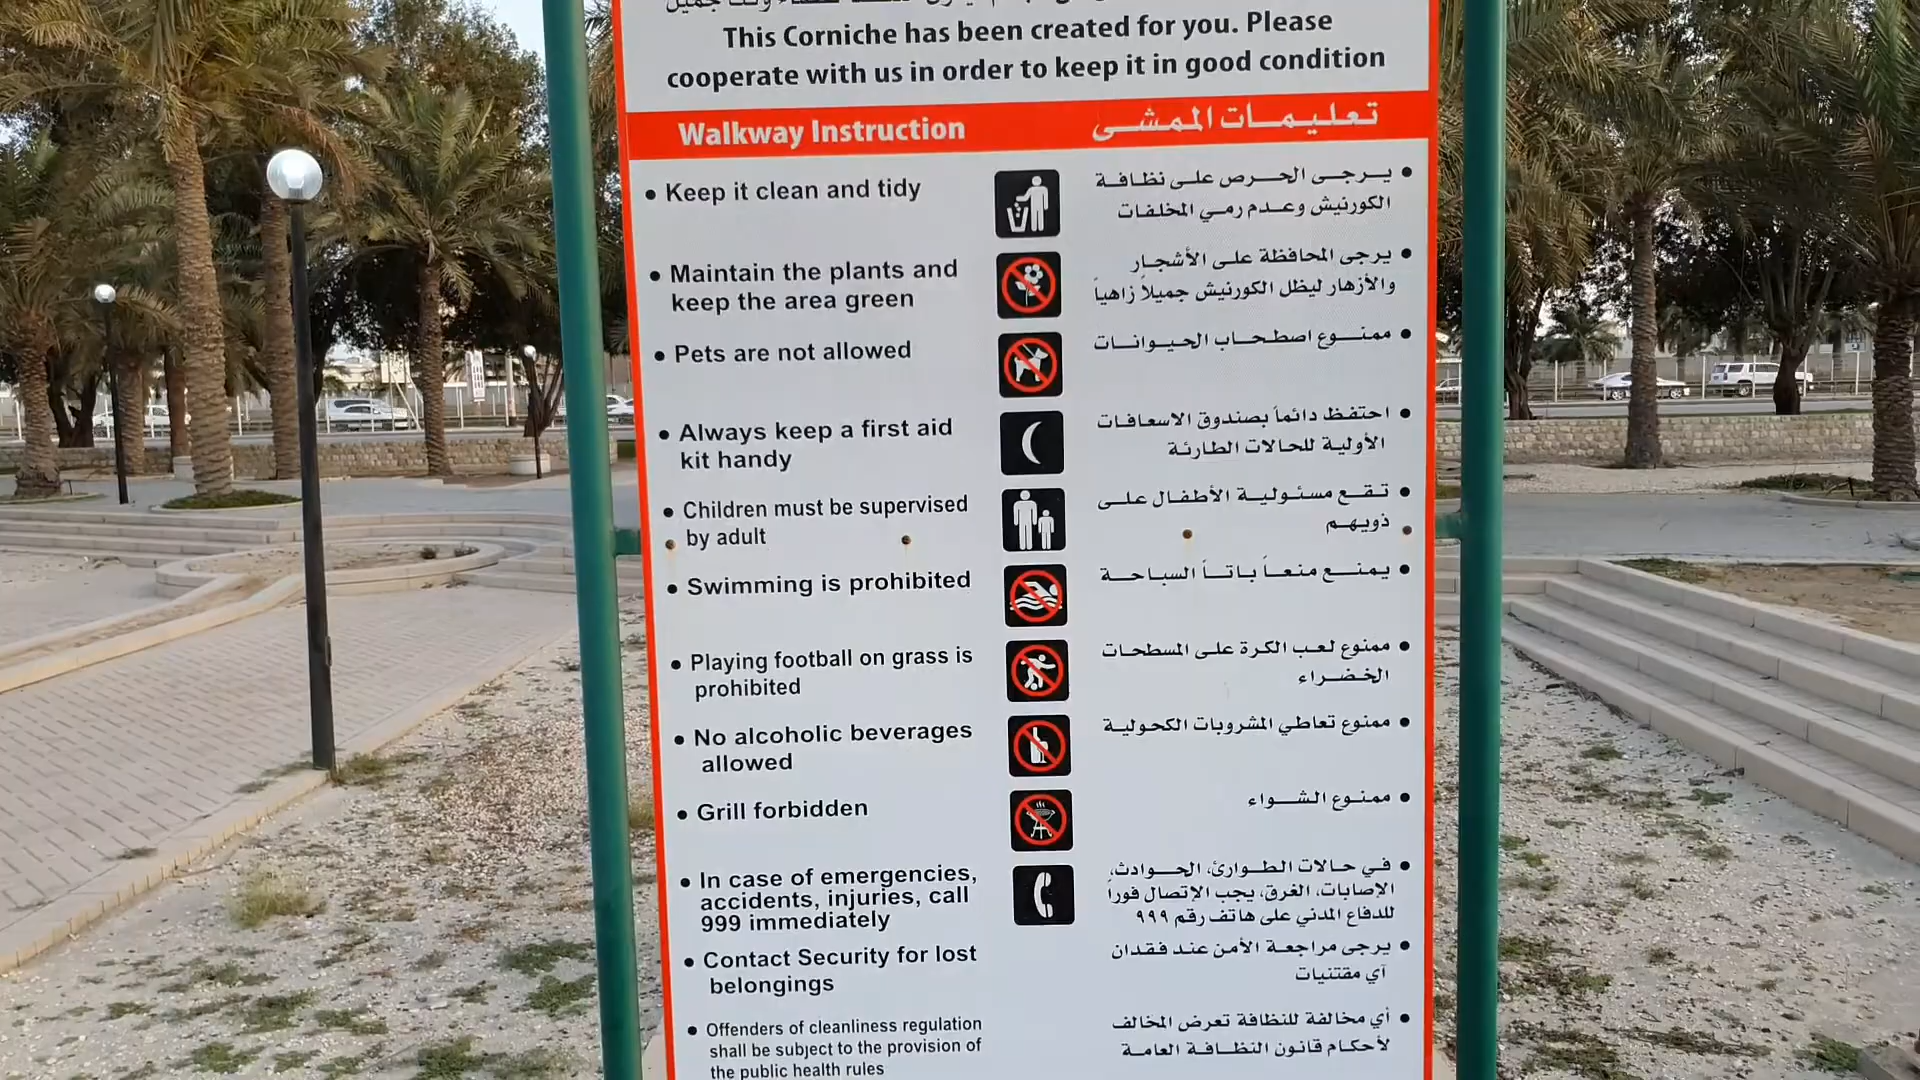 This Corniche has been created for you. Please
cooperate with us in order to keep it in good condition
Walkway Instruction
تعليمات الممشى
• Keep it clean and tidy
• يرجى الحرص على نظافة
الكورنيش وعدم رمي المخلفات
• Maintain the plants and
keep the area green
• يرجى المحافظة على الأشجار
والأزهار ليظل الكورنيش جميلاً زاهياً
• Pets are not allowed
• ممنوع اصطحاب الحيوانات
• Always keep a first aid
kit handy
• احتفظ دائماً بصندوق الاسعافات
الأولية للحالات الطارئة
• Children must be supervised
by adult
• تقع مسئولية الأطفال على
ذويهم
• Swimming is prohibited
• يمنع منعاً باتاً السباحة
• Playing football on grass is
prohibited
• ممنوع لعب الكرة على المسطحات
الخضراء
• No alcoholic beverages
allowed
• ممنوع تعاطي المشروبات الكحولية
• Grill forbidden
• ممنوع الشواء
• In case of emergencies,
accidents, injuries, call
999 immediately
• في حالات الطوارئ، الحوادث،
الإصابات، الغرق، يجب الإتصال فوراً
للدفاع المدني على هاتف رقم ٩٩٩
• Contact Security for lost
belongings
• يرجى مراجعة الأمن عند فقدان
آي مقتنيات
• Offenders of cleanliness regulation
shall be subject to the provision of
the public health rules
• أي مخالفة للنظافة تعرض المخالف
لأحكام قانون النظافة العامة